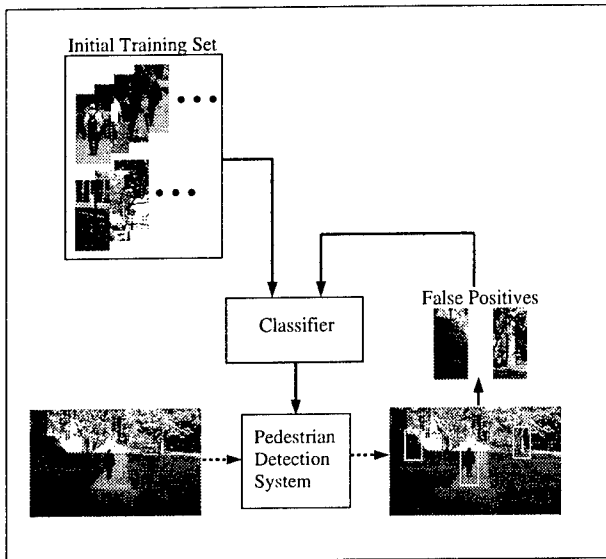 Initial Training Set
False Positives
Classifier
Pedestrian
Detection
System